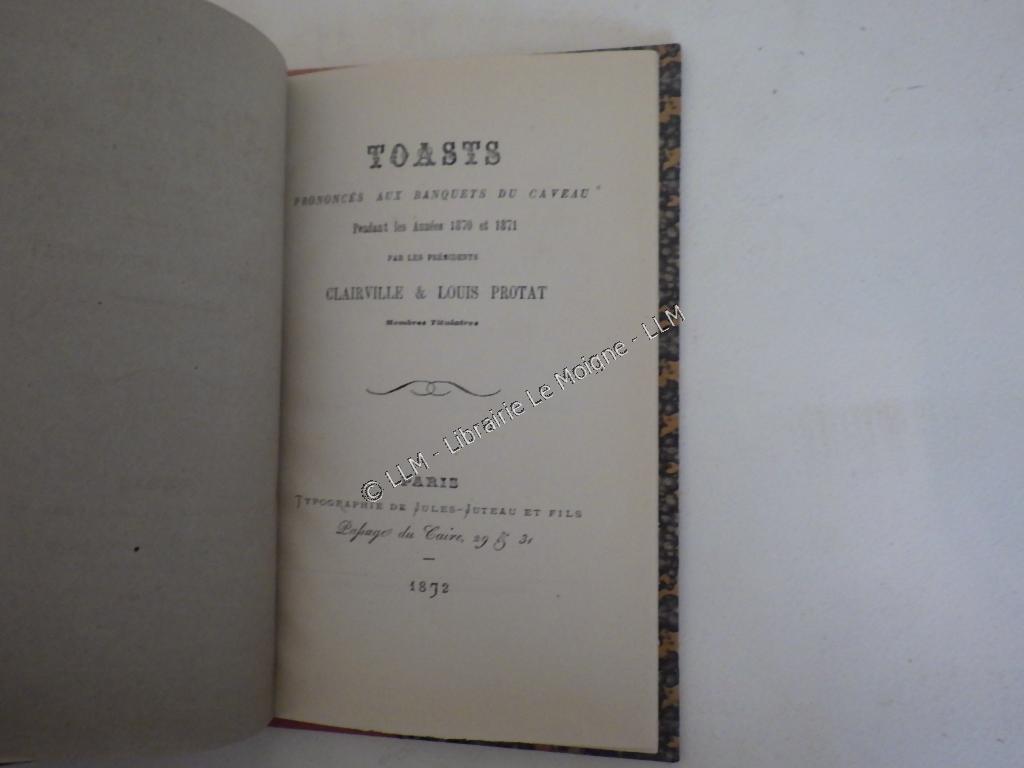 TOASTS
PRONONCÉS AUX BANQUETS DU CAVEAU
Pendant les Années 1870 et 1871
PAR LES PRÉSIDENTS
CLAIRVILLE & LOUIS PROTAT
Membres Titulaires
© LLM - Librairie Le Moigne - LLM
PARIS
TYPOGRAPHIE DE JULES-JUTEAU ET FILS
Passage du Caire, 29 & 31
—
1872